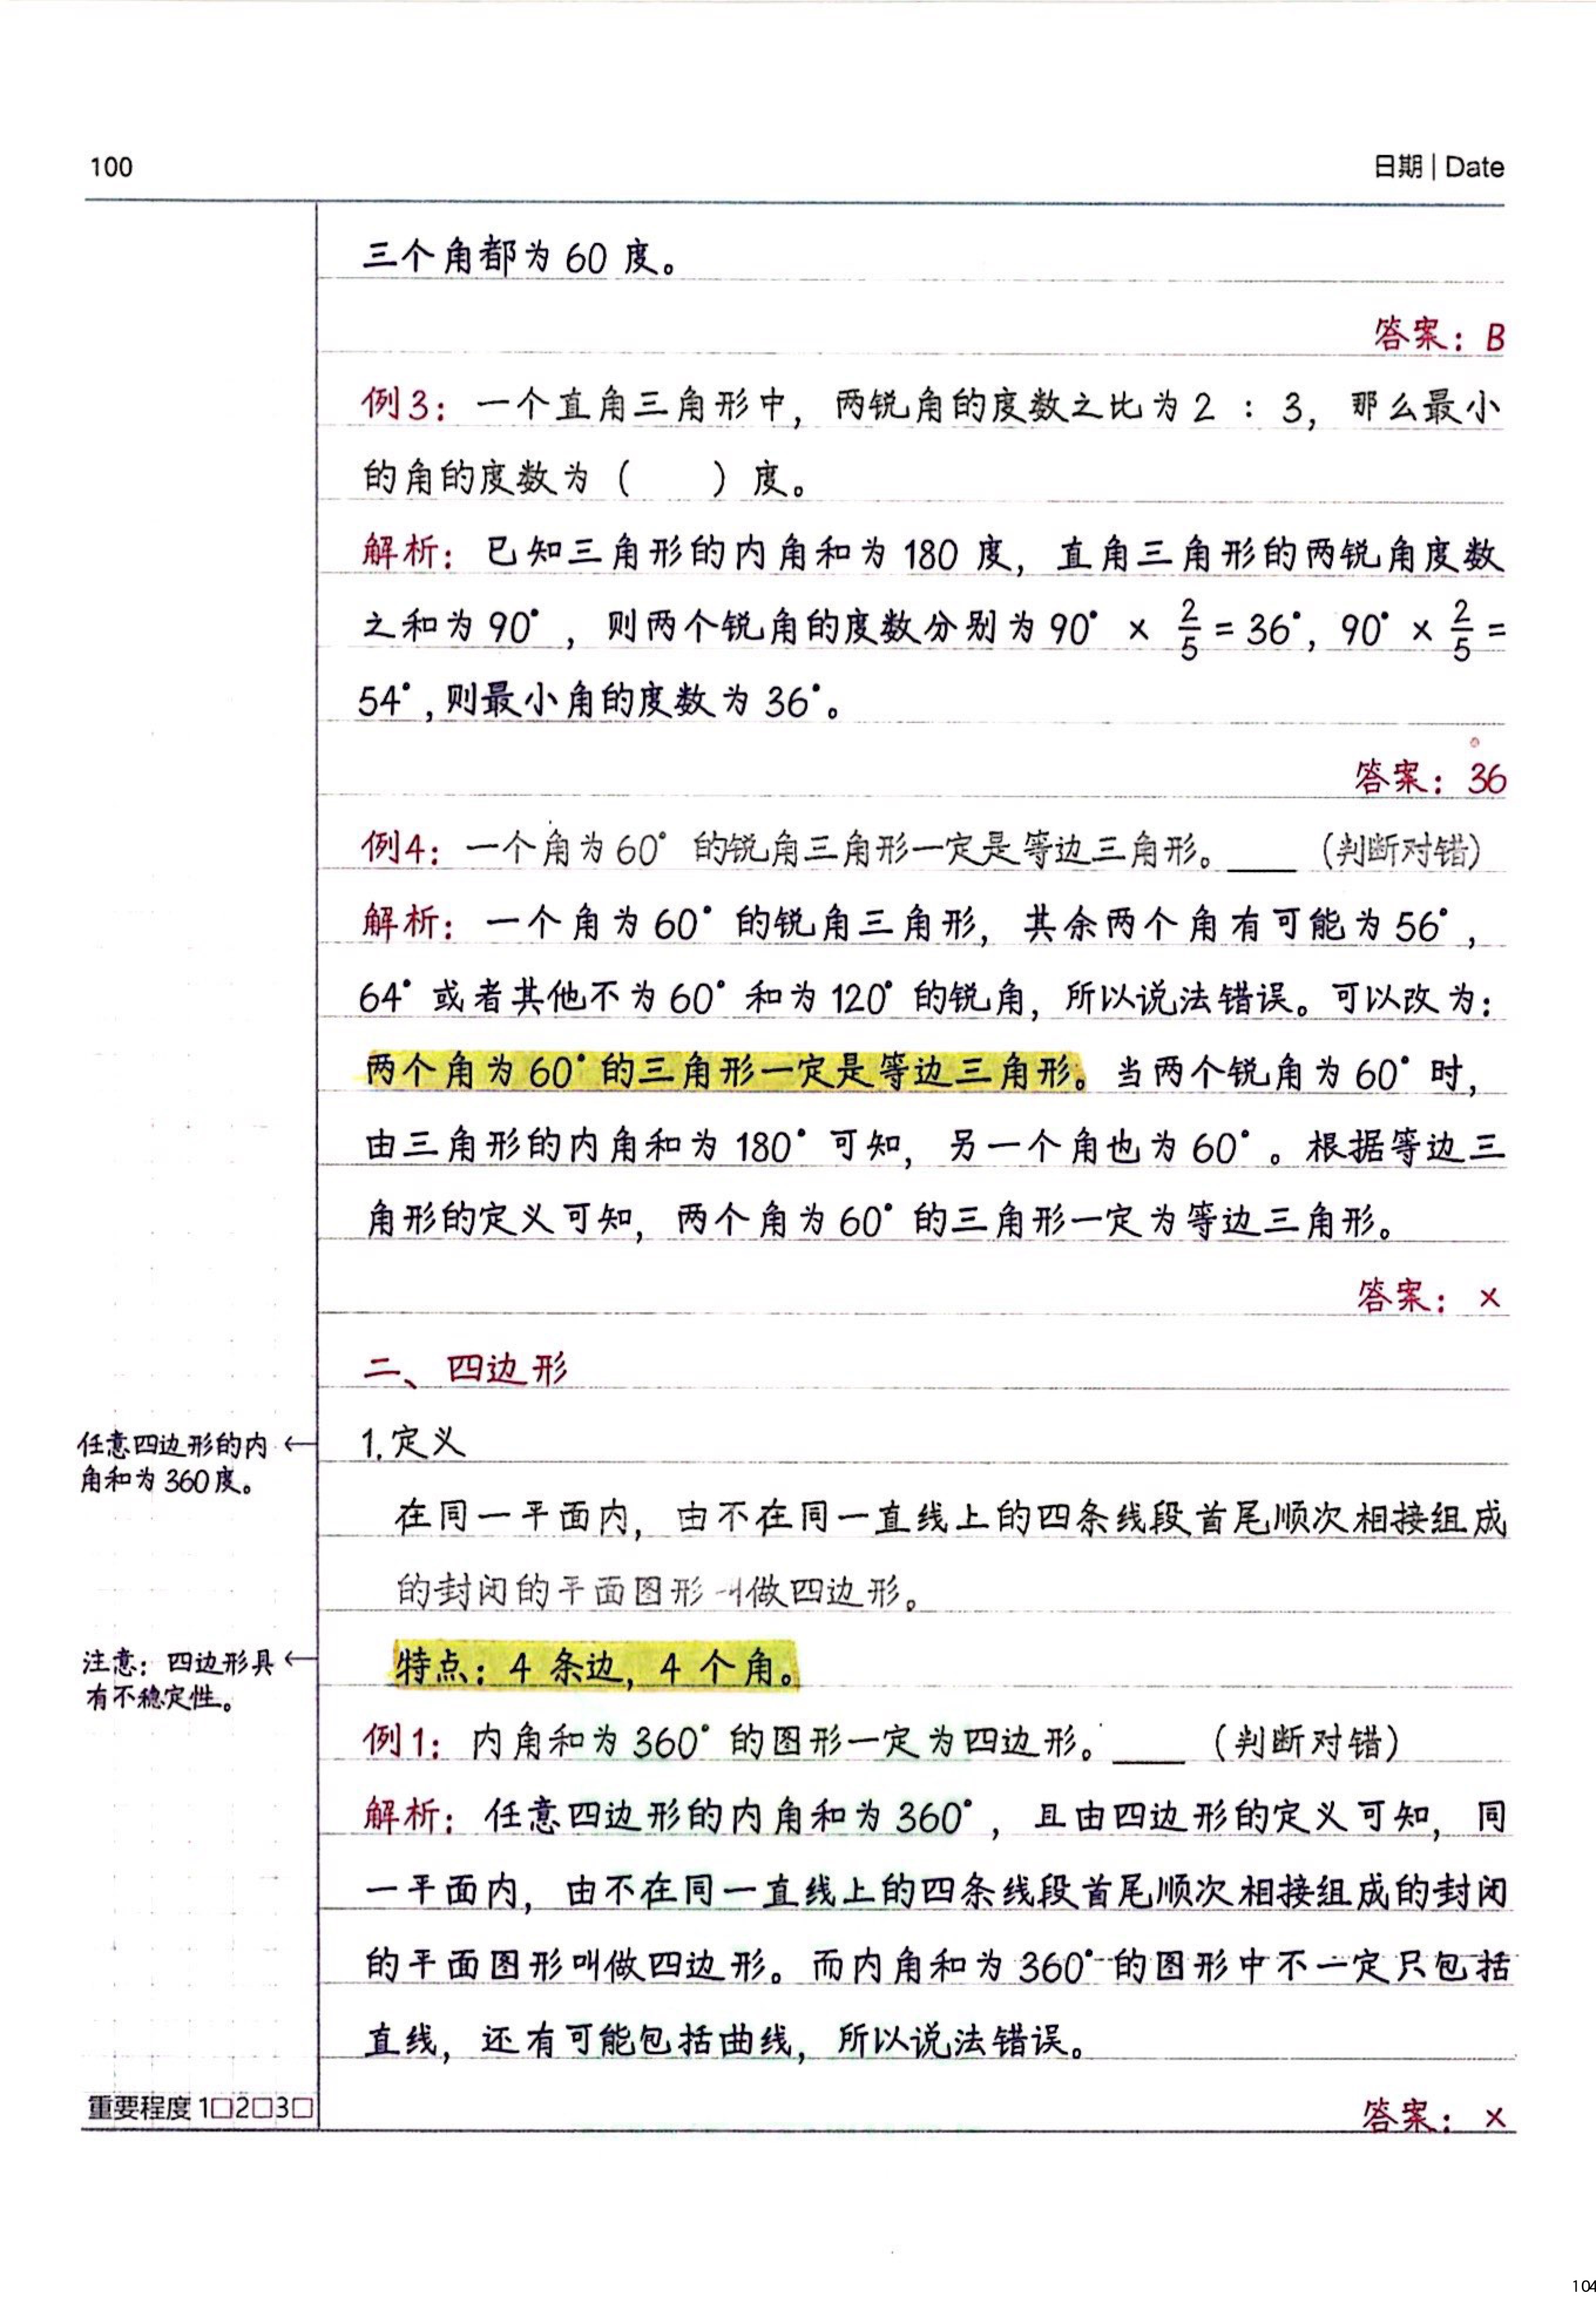 100
日期 | Date
三个角都为60度。
答案：B
例3：一个直角三角形中，两锐角的度数之比为2 : 3，那么最小
的角的度数为（　　）度。
解析：已知三角形的内角和为180度，直角三角形的两锐角度数
之和为90°，则两个锐角的度数分别为90° × 2/5 = 36°，90° × 2/5 =
54°，则最小角的度数为36°。
答案：36
例4：一个角为60°的锐角三角形一定是等边三角形。____（判断对错）
解析：一个角为60°的锐角三角形，其余两个角有可能为56°，
64°或者其他不为60°和为120°的锐角，所以说法错误。可以改为：
两个角为60°的三角形一定是等边三角形。当两个锐角为60°时，
由三角形的内角和为180°可知，另一个角也为60°。根据等边三
角形的定义可知，两个角为60°的三角形一定为等边三角形。
答案：×
二、四边形
任意四边形的内
角和为360度。
1.定义
在同一平面内，由不在同一直线上的四条线段首尾顺次相接组成
的封闭的平面图形叫做四边形。
注意：四边形具
有不稳定性。
特点：4条边，4个角。
例1：内角和为360°的图形一定为四边形。____（判断对错）
解析：任意四边形的内角和为360°，且由四边形的定义可知，同
一平面内，由不在同一直线上的四条线段首尾顺次相接组成的封闭
的平面图形叫做四边形。而内角和为360°的图形中不一定只包括
直线，还有可能包括曲线，所以说法错误。
重要程度 1□2□3□
答案：×
104